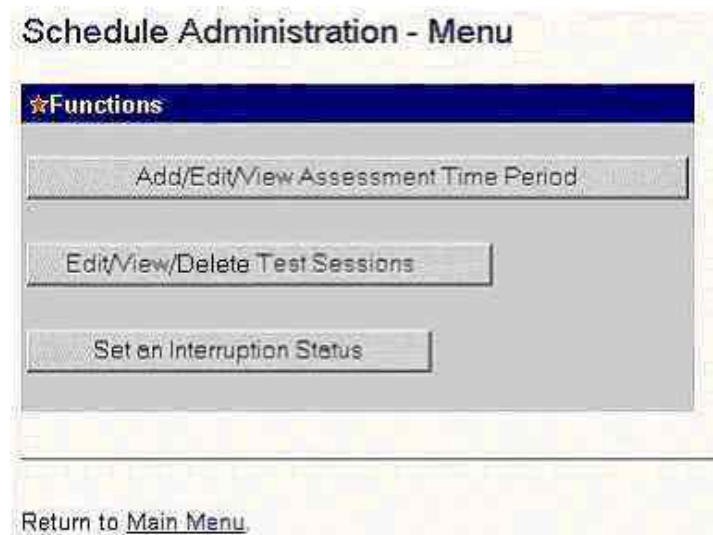 Schedule Administration - Menu
Functions
Add/Edit/View Assessment Time Period
Edit/View/Delete Test Sessions
Set an Interruption Status
Return to Main Menu.